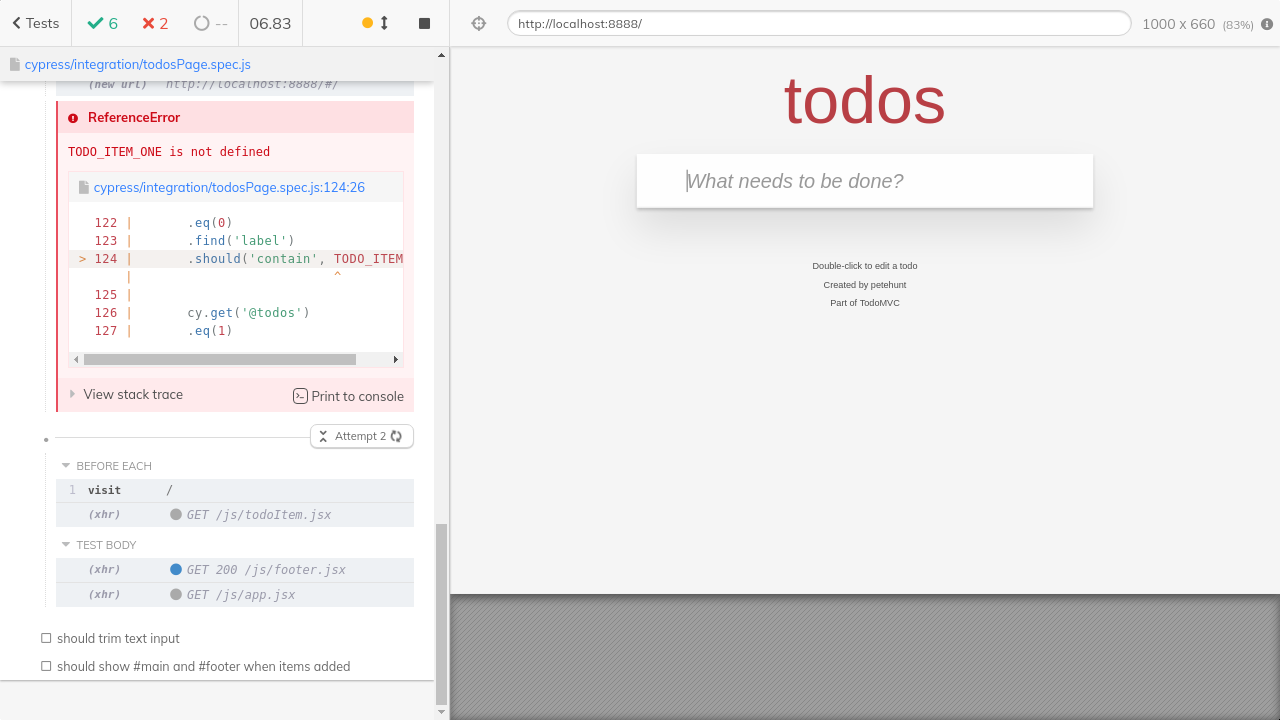 Tests
6
2
--
06.83
http://localhost:8888/
1000 x 660 (83%)
cypress/integration/todosPage.spec.js
(new url) http://localhost:8888/#/
ReferenceError
TODO_ITEM_ONE is not defined
cypress/integration/todosPage.spec.js:124:26
122 | .eq(0)
123 | .find('label')
> 124 | .should('contain', TODO_ITEM
| ^
125 |
126 | cy.get('@todos')
127 | .eq(1)
View stack trace
Print to console
Attempt 2
BEFORE EACH
1 visit /
(xhr) GET /js/todoItem.jsx
TEST BODY
(xhr) GET 200 /js/footer.jsx
(xhr) GET /js/app.jsx
should trim text input
should show #main and #footer when items added
todos
What needs to be done?
Double-click to edit a todo
Created by petehunt
Part of TodoMVC